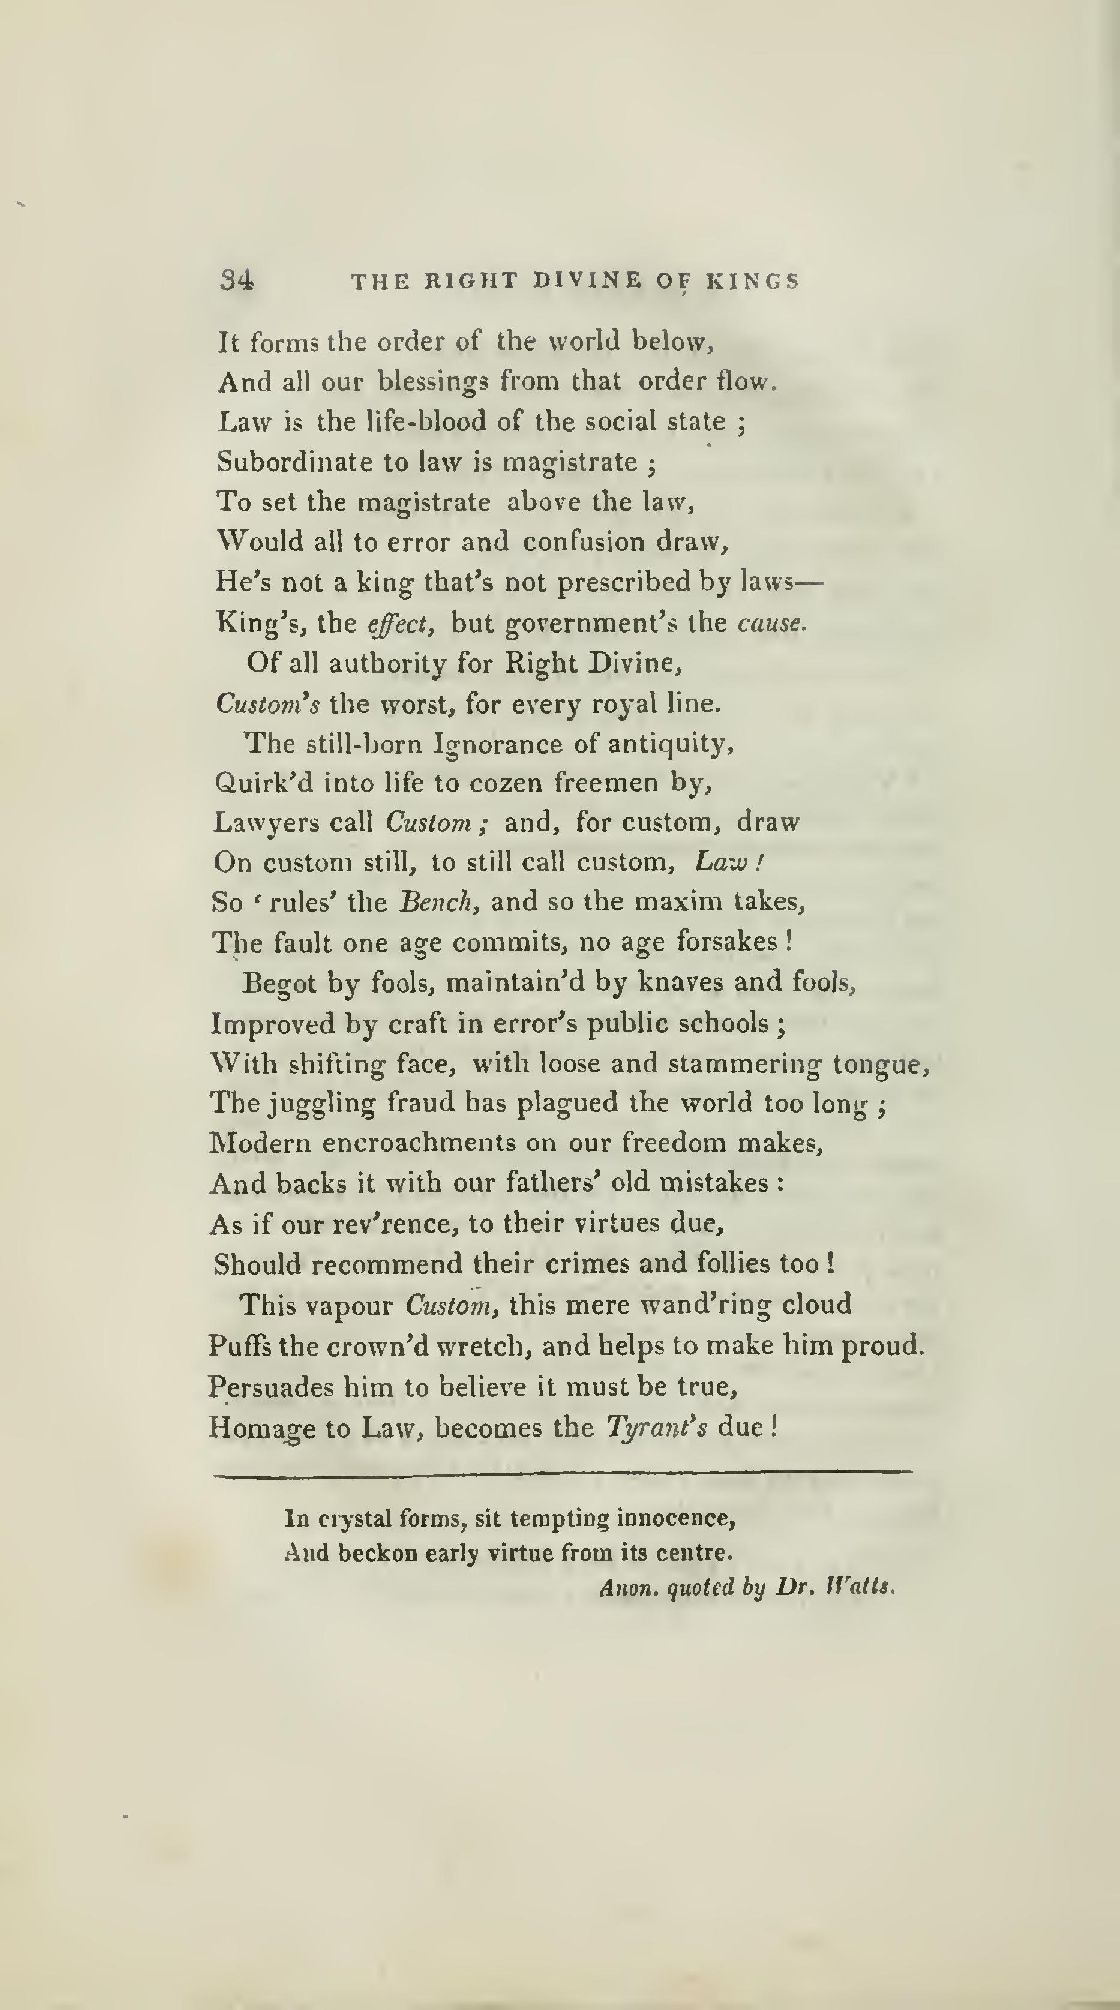 34 THE RIGHT DIVINE OF KINGS
It forms the order of the world below,
And all our blessings from that order flow.
Law is the life-blood of the social state ;
Subordinate to law is magistrate ;
To set the magistrate above the law,
Would all to error and confusion draw,
He's not a king that's not prescribed by laws—
King's, the effect, but government's the cause.
Of all authority for Right Divine,
Custom's the worst, for every royal line.
The still-born Ignorance of antiquity,
Quirk'd into life to cozen freemen by,
Lawyers call Custom ; and, for custom, draw
On custom still, to still call custom, Law !
So ‘ rules’ the Bench, and so the maxim takes,
The fault one age commits, no age forsakes !
Begot by fools, maintain'd by knaves and fools,
Improved by craft in error's public schools ;
With shifting face, with loose and stammering tongue,
The juggling fraud has plagued the world too long ;
Modern encroachments on our freedom makes,
And backs it with our fathers' old mistakes :
As if our rev'rence, to their virtues due,
Should recommend their crimes and follies too !
This vapour Custom, this mere wand'ring cloud
Puffs the crown'd wretch, and helps to make him proud.
Persuades him to believe it must be true,
Homage to Law, becomes the Tyrant's due !
In crystal forms, sit tempting innocence,
And beckon early virtue from its centre.
Anon. quoted by Dr. Watts.